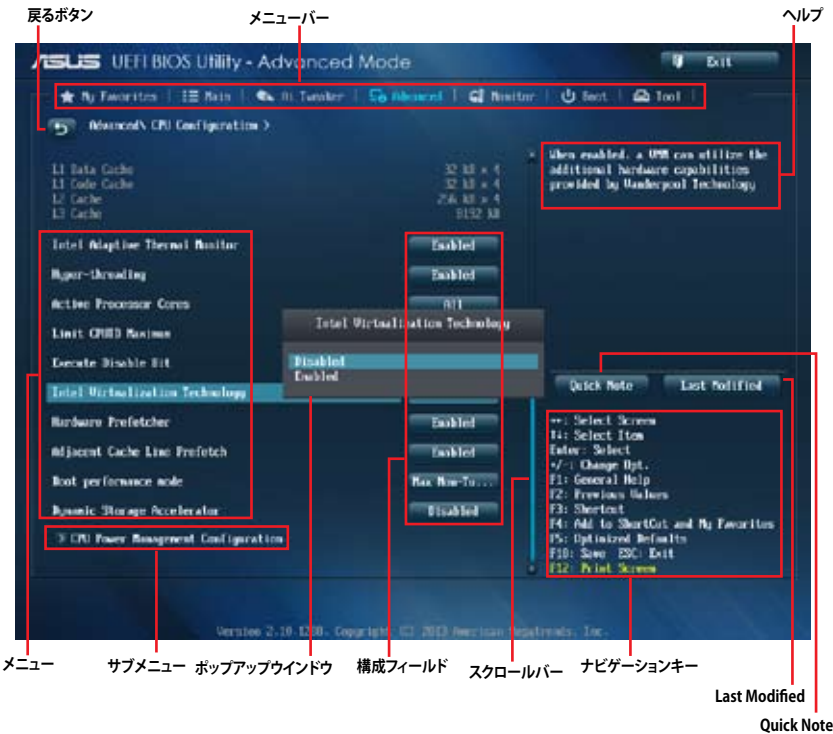 戻るボタン
メニューバー
ヘルプ
ASUS UEFI BIOS Utility - Advanced Mode
Exit
My Favorites
Main
Ai Tweaker
Advanced
Monitor
Boot
Tool
Advanced\ CPU Configuration >
L1 Data Cache 32 kB x 4
L1 Code Cache 32 kB x 4
L2 Cache 256 kB x 4
L3 Cache 8192 kB
When enabled, a VMM can utilize the
additional hardware capabilities
provided by Vanderpool Technology
Intel Adaptive Thermal Monitor Enabled
Hyper-threading Enabled
Active Processor Cores All
Limit CPUID Maximum
Execute Disable Bit
Intel Virtualization Technology
Intel Virtualization Technology
Disabled
Enabled
Hardware Prefetcher Enabled
Adjacent Cache Line Prefetch Enabled
Boot performance mode Max Non-Tu...
Dynamic Storage Accelerator Disabled
> CPU Power Management Configuration
Quick Note
Last Modified
→←: Select Screen
↑↓: Select Item
Enter: Select
+/-: Change Opt.
F1: General Help
F2: Previous Values
F3: Shortcut
F4: Add to ShortCut and My Favorites
F5: Optimized Defaults
F10: Save ESC: Exit
F12: Print Screen
Version 2.10.1208. Copyright (C) 2013 American Megatrends, Inc.
メニュー
サブメニュー
ポップアップウインドウ
構成フィールド
スクロールバー
ナビゲーションキー
Last Modified
Quick Note